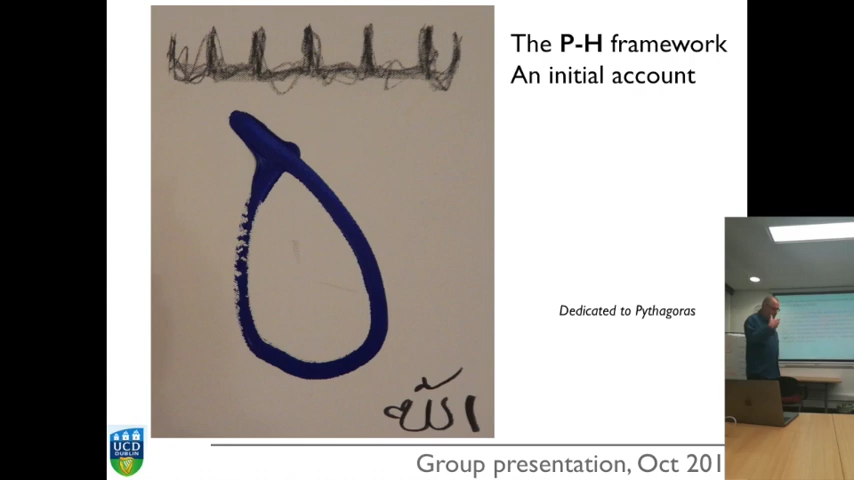 The P-H framework
An initial account
Dedicated to Pythagoras
UCD
DUBLIN
Group presentation, Oct 201